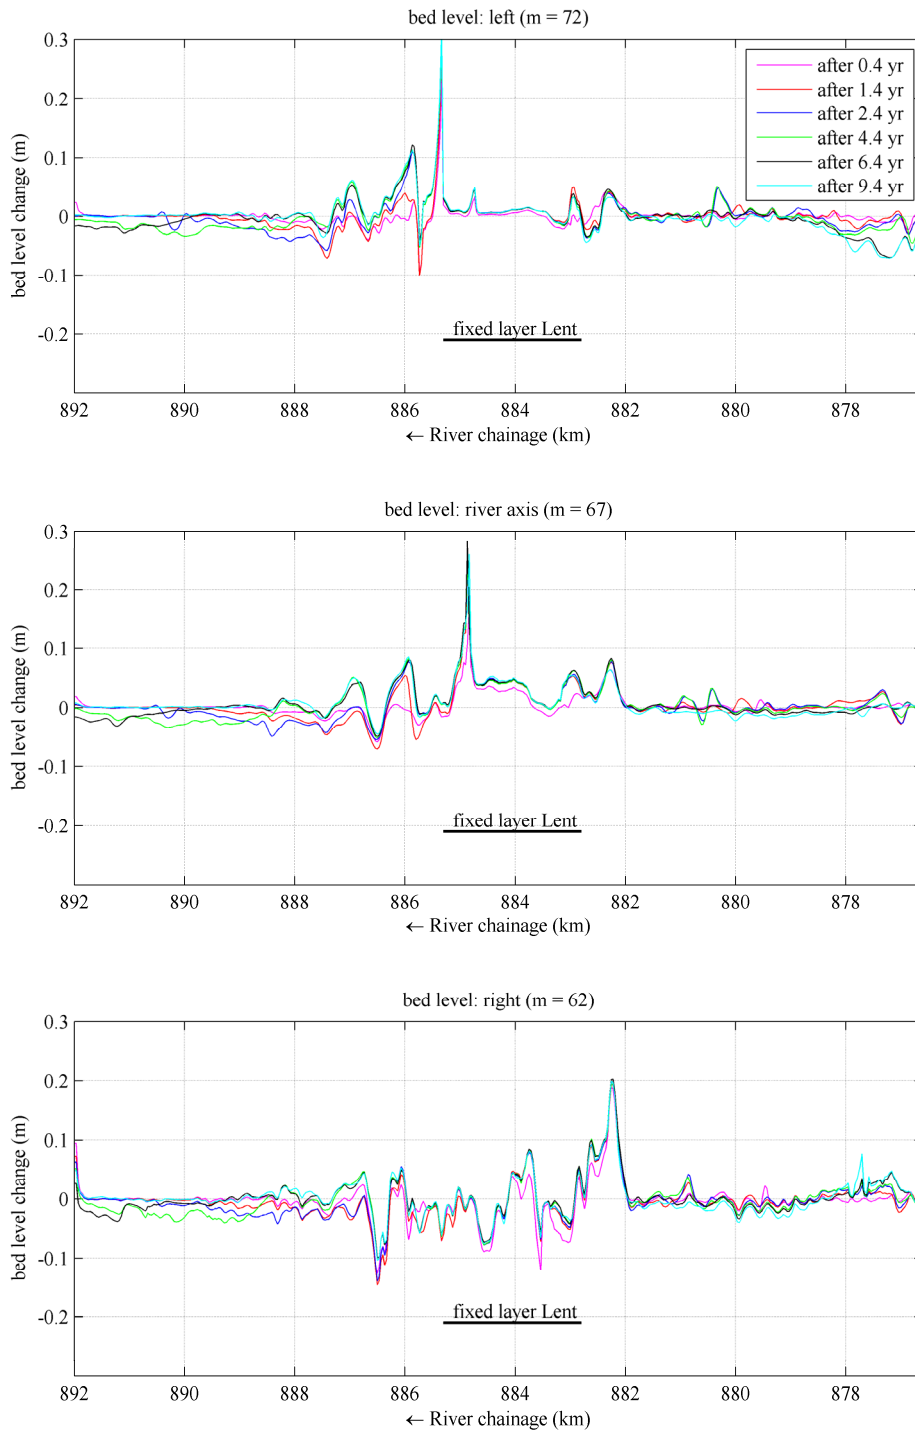 bed level: left (m = 72)
0.3
0.2
0.1
0
-0.1
-0.2
bed level change (m)
after 0.4 yr
after 1.4 yr
after 2.4 yr
after 4.4 yr
after 6.4 yr
after 9.4 yr
fixed layer Lent
892 890 888 886 884 882 880 878
← River chainage (km)
bed level: river axis (m = 67)
0.3
0.2
0.1
0
-0.1
-0.2
bed level change (m)
fixed layer Lent
892 890 888 886 884 882 880 878
← River chainage (km)
bed level: right (m = 62)
0.3
0.2
0.1
0
-0.1
-0.2
bed level change (m)
fixed layer Lent
892 890 888 886 884 882 880 878
← River chainage (km)